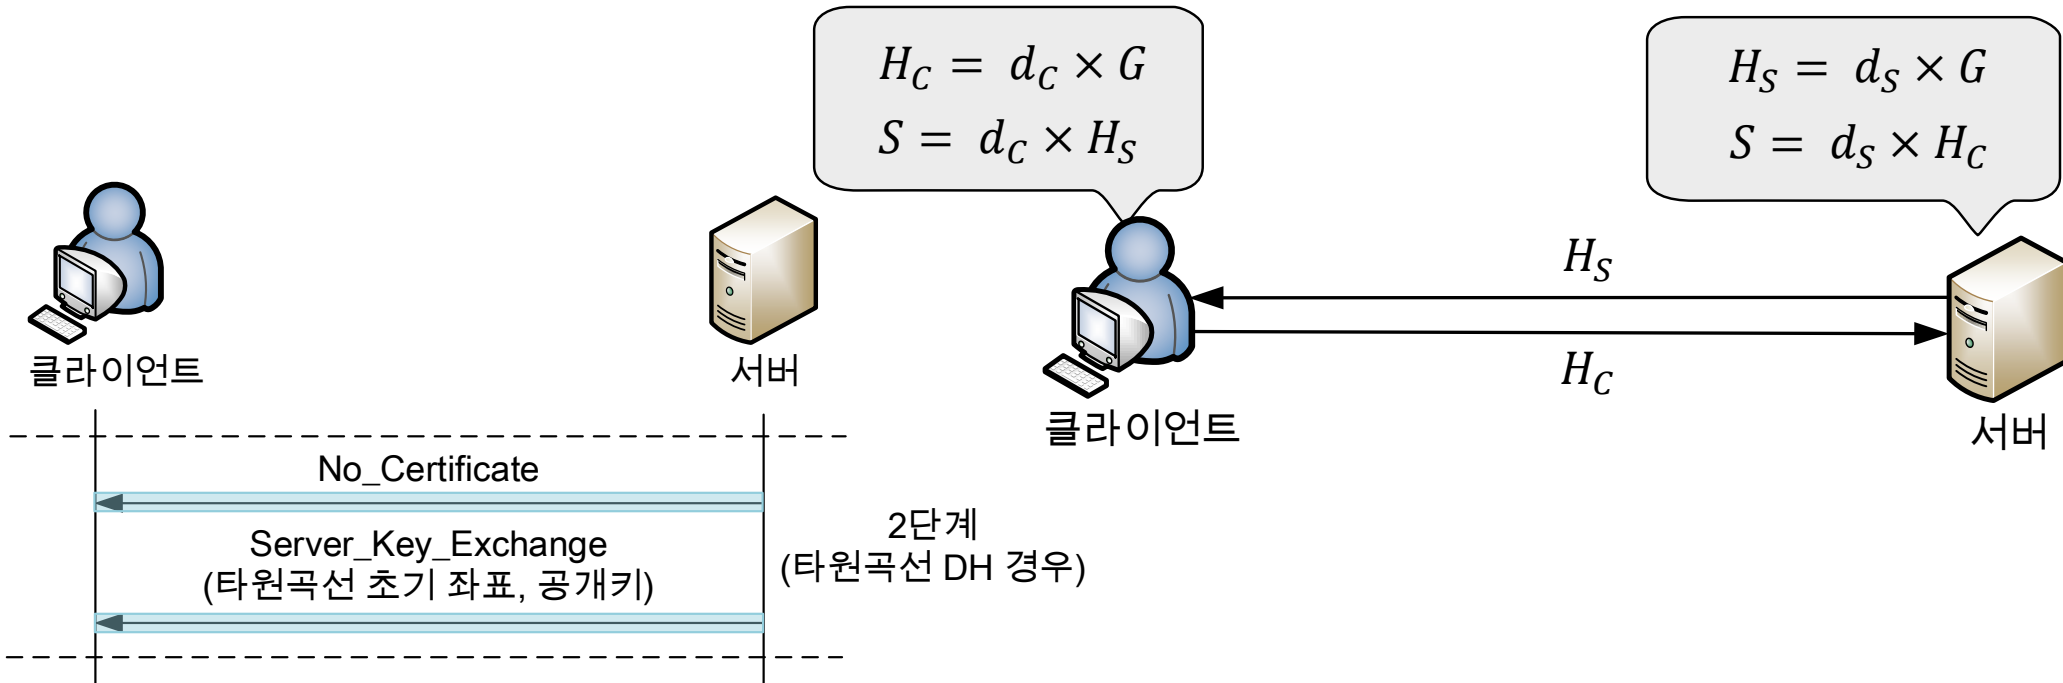 클라이언트
서버
No_Certificate
Server_Key_Exchange
(타원곡선 초기 좌표, 공개키)
2단계
(타원곡선 DH 경우)
H_C = d_C × G
S = d_C × H_S
H_S = d_S × G
S = d_S × H_C
H_S
H_C
클라이언트
서버